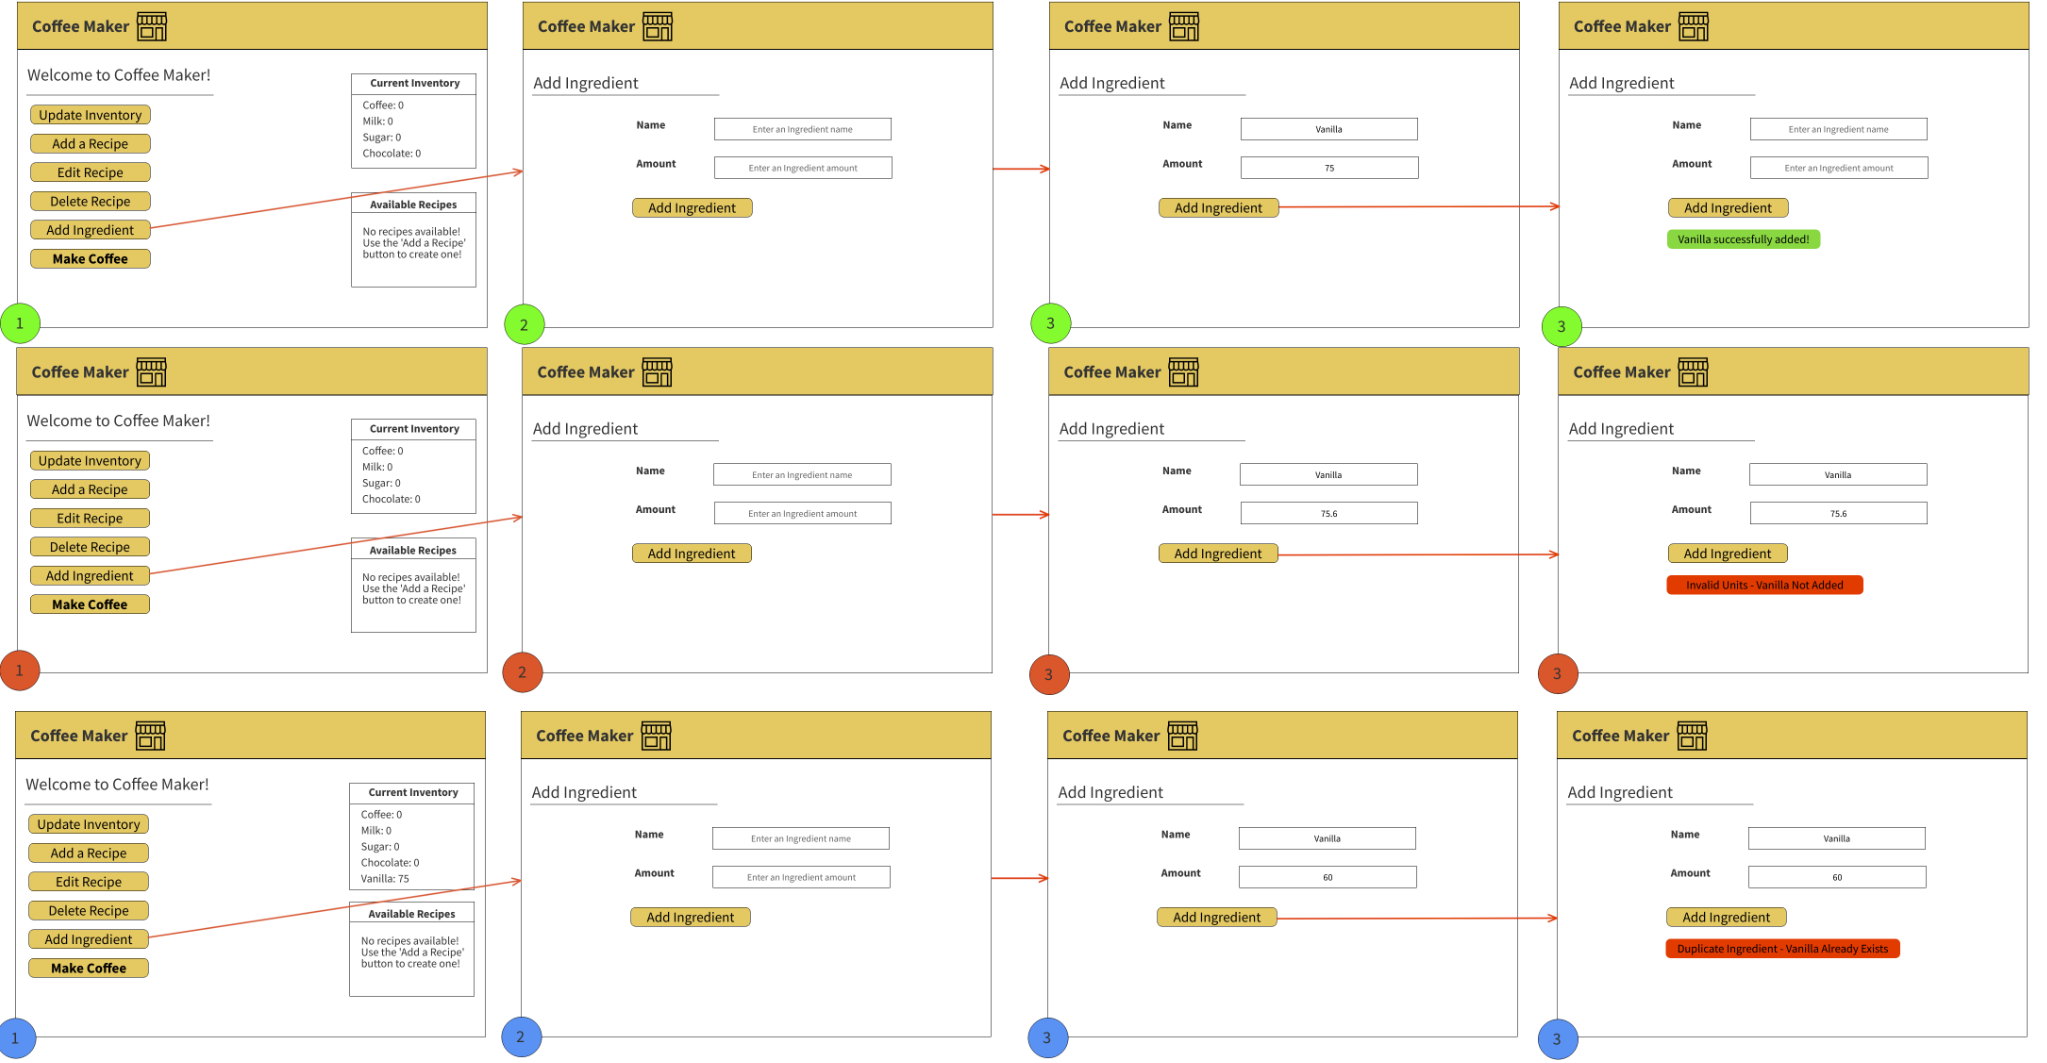 Coffee Maker
Welcome to Coffee Maker!
Update Inventory
Add a Recipe
Edit Recipe
Delete Recipe
Add Ingredient
Make Coffee
Current Inventory
Coffee: 0
Milk: 0
Sugar: 0
Chocolate: 0
Available Recipes
No recipes available!
Use the 'Add a Recipe'
button to create one!
1
Coffee Maker
Add Ingredient
Name
Enter an Ingredient name
Amount
Enter an Ingredient amount
Add Ingredient
2
Coffee Maker
Add Ingredient
Name
Vanilla
Amount
75
Add Ingredient
3
Coffee Maker
Add Ingredient
Name
Enter an Ingredient name
Amount
Enter an Ingredient amount
Add Ingredient
Vanilla successfully added!
3
Coffee Maker
Welcome to Coffee Maker!
Update Inventory
Add a Recipe
Edit Recipe
Delete Recipe
Add Ingredient
Make Coffee
Current Inventory
Coffee: 0
Milk: 0
Sugar: 0
Chocolate: 0
Available Recipes
No recipes available!
Use the 'Add a Recipe'
button to create one!
1
Coffee Maker
Add Ingredient
Name
Enter an Ingredient name
Amount
Enter an Ingredient amount
Add Ingredient
2
Coffee Maker
Add Ingredient
Name
Vanilla
Amount
75.6
Add Ingredient
3
Coffee Maker
Add Ingredient
Name
Vanilla
Amount
75.6
Add Ingredient
Invalid Units - Vanilla Not Added
3
Coffee Maker
Welcome to Coffee Maker!
Update Inventory
Add a Recipe
Edit Recipe
Delete Recipe
Add Ingredient
Make Coffee
Current Inventory
Coffee: 0
Milk: 0
Sugar: 0
Chocolate: 0
Vanilla: 75
Available Recipes
No recipes available!
Use the 'Add a Recipe'
button to create one!
1
Coffee Maker
Add Ingredient
Name
Enter an Ingredient name
Amount
Enter an Ingredient amount
Add Ingredient
2
Coffee Maker
Add Ingredient
Name
Vanilla
Amount
60
Add Ingredient
3
Coffee Maker
Add Ingredient
Name
Vanilla
Amount
60
Add Ingredient
Duplicate Ingredient - Vanilla Already Exists
3